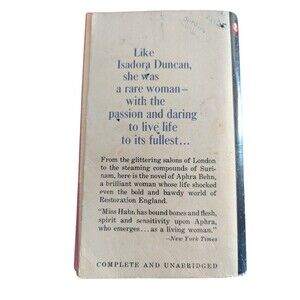 Like
Isadora Duncan,
she was
a rare woman—
with the
passion and daring
to live life
to its fullest...
From the glittering salons of London
to the steaming compounds of Suri-
nam, here is the novel of Aphra Behn,
a brilliant woman whose life shocked
even the bold and bawdy world of
Restoration England.
"Miss Hahn has bound bones and flesh,
spirit and sensitivity upon Aphra,
who emerges...as a living woman."
—New York Times
COMPLETE AND UNABRIDGED